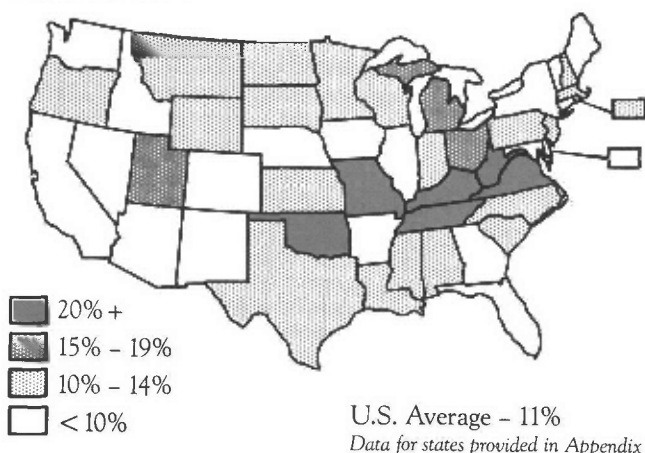 20% +
15% – 19%
10% – 14%
< 10%
U.S. Average – 11%
Data for states provided in Appendix